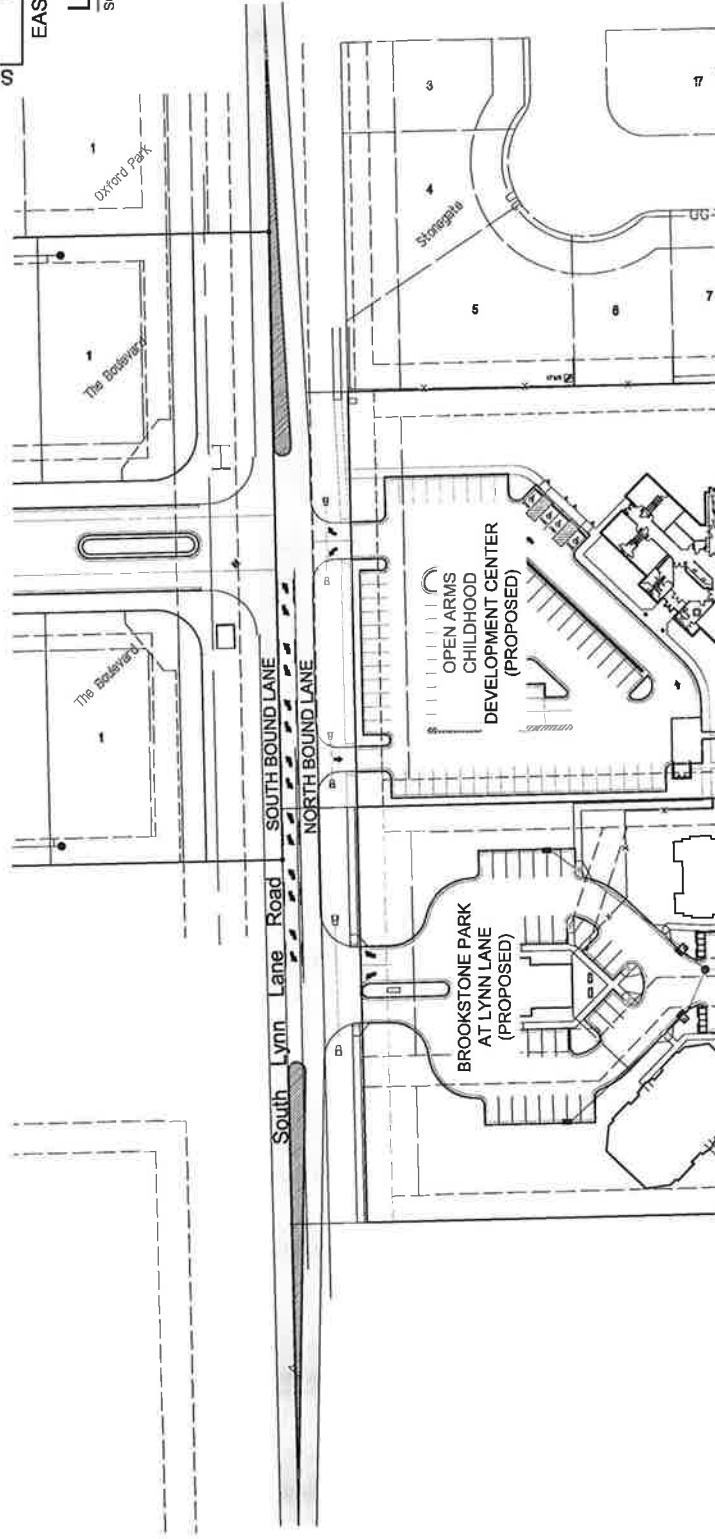 S
EAS
L
1
Oxford Park
1
The Boulevard
The Boulevard
1
SOUTH BOUND LANE
NORTH BOUND LANE
South Lynn Lane Road
3
4
Stonegate
5
6
7
17
OPEN ARMS
CHILDHOOD
DEVELOPMENT CENTER
(PROPOSED)
BROOKSTONE PARK
AT LYNN LANE
(PROPOSED)